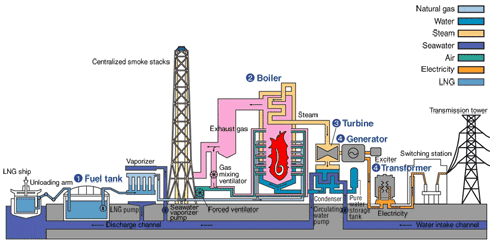 Natural gas
Water
Steam
Seawater
Air
Electricity
LNG
Centralized smoke stacks
② Boiler
Steam
Transmission tower
Exhaust gas
③ Turbine
④ Generator
Switching station
Exciter
Gas
mixing
ventilator
Vaporizer
④ Transformer
LNG ship
Unloading arm
① Fuel tank
LNG pump
Seawater
vaporizer
pump
Forced ventilator
Condenser
Circulating
water
pump
Pure
water
storage
tank
Electricity
Discharge channel
Water intake channel